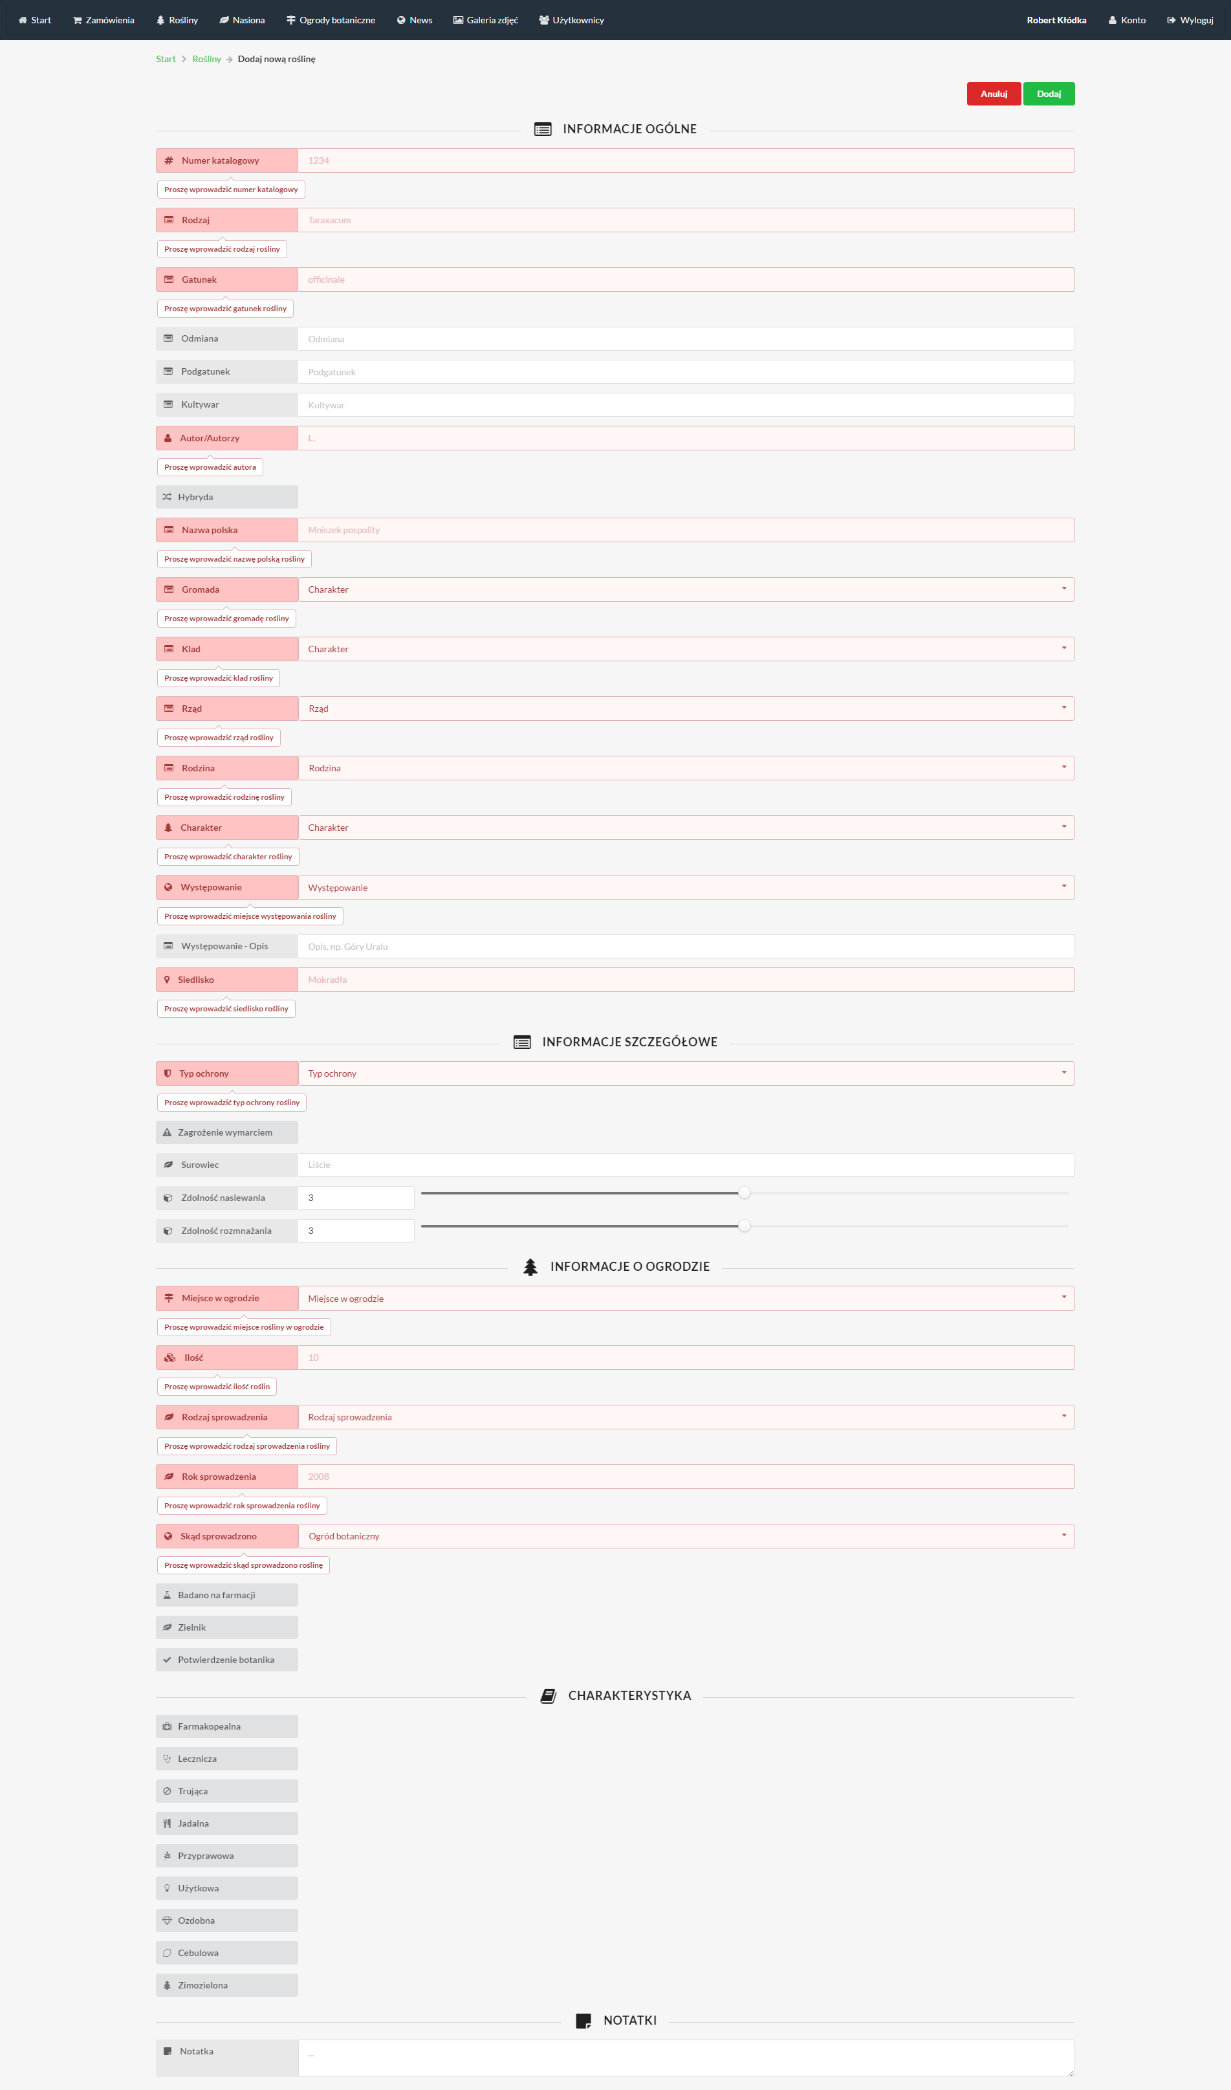 Start Zamówienia Rośliny Nasiona Ogrody botaniczne News Galeria zdjęć Użytkownicy Robert Kłódka Konto Wyloguj
Start Rośliny Dodaj nową roślinę
Anuluj Dodaj
INFORMACJE OGÓLNE
Numer katalogowy 1234
Proszę wprowadzić numer katalogowy
Rodzaj Taraxacum
Proszę wprowadzić rodzaj rośliny
Gatunek officinale
Proszę wprowadzić gatunek rośliny
Odmiana Odmiana
Podgatunek Podgatunek
Kultywar Kultywar
Autor/Autorzy L.
Proszę wprowadzić autora
Hybryda
Nazwa polska Mniszek pospolity
Proszę wprowadzić nazwę polską rośliny
Gromada Charakter
Proszę wprowadzić gromadę rośliny
Klad Charakter
Proszę wprowadzić klad rośliny
Rząd Rząd
Proszę wprowadzić rząd rośliny
Rodzina Rodzina
Proszę wprowadzić rodzinę rośliny
Charakter Charakter
Proszę wprowadzić charakter rośliny
Występowanie Występowanie
Proszę wprowadzić miejsce występowania rośliny
Występowanie - Opis Opis, np. Góry Uralu
Siedlisko Mokradła
Proszę wprowadzić siedlisko rośliny
INFORMACJE SZCZEGÓŁOWE
Typ ochrony Typ ochrony
Proszę wprowadzić typ ochrony rośliny
Zagrożenie wymarciem
Surowiec Liście
Zdolność nasiewania 3
Zdolność rozmnażania 3
INFORMACJE O OGRODZIE
Miejsce w ogrodzie Miejsce w ogrodzie
Proszę wprowadzić miejsce rośliny w ogrodzie
Ilość 10
Proszę wprowadzić ilość roślin
Rodzaj sprowadzenia Rodzaj sprowadzenia
Proszę wprowadzić rodzaj sprowadzenia rośliny
Rok sprowadzenia 2008
Proszę wprowadzić rok sprowadzenia rośliny
Skąd sprowadzono Ogród botaniczny
Proszę wprowadzić skąd sprowadzono roślinę
Badano na farmacji
Zielnik
Potwierdzenie botanika
CHARAKTERYSTYKA
Farmakopealna
Lecznicza
Trująca
Jadalna
Przyprawowa
Użytkowa
Ozdobna
Cebulowa
Zimozielona
NOTATKI
Notatka ...